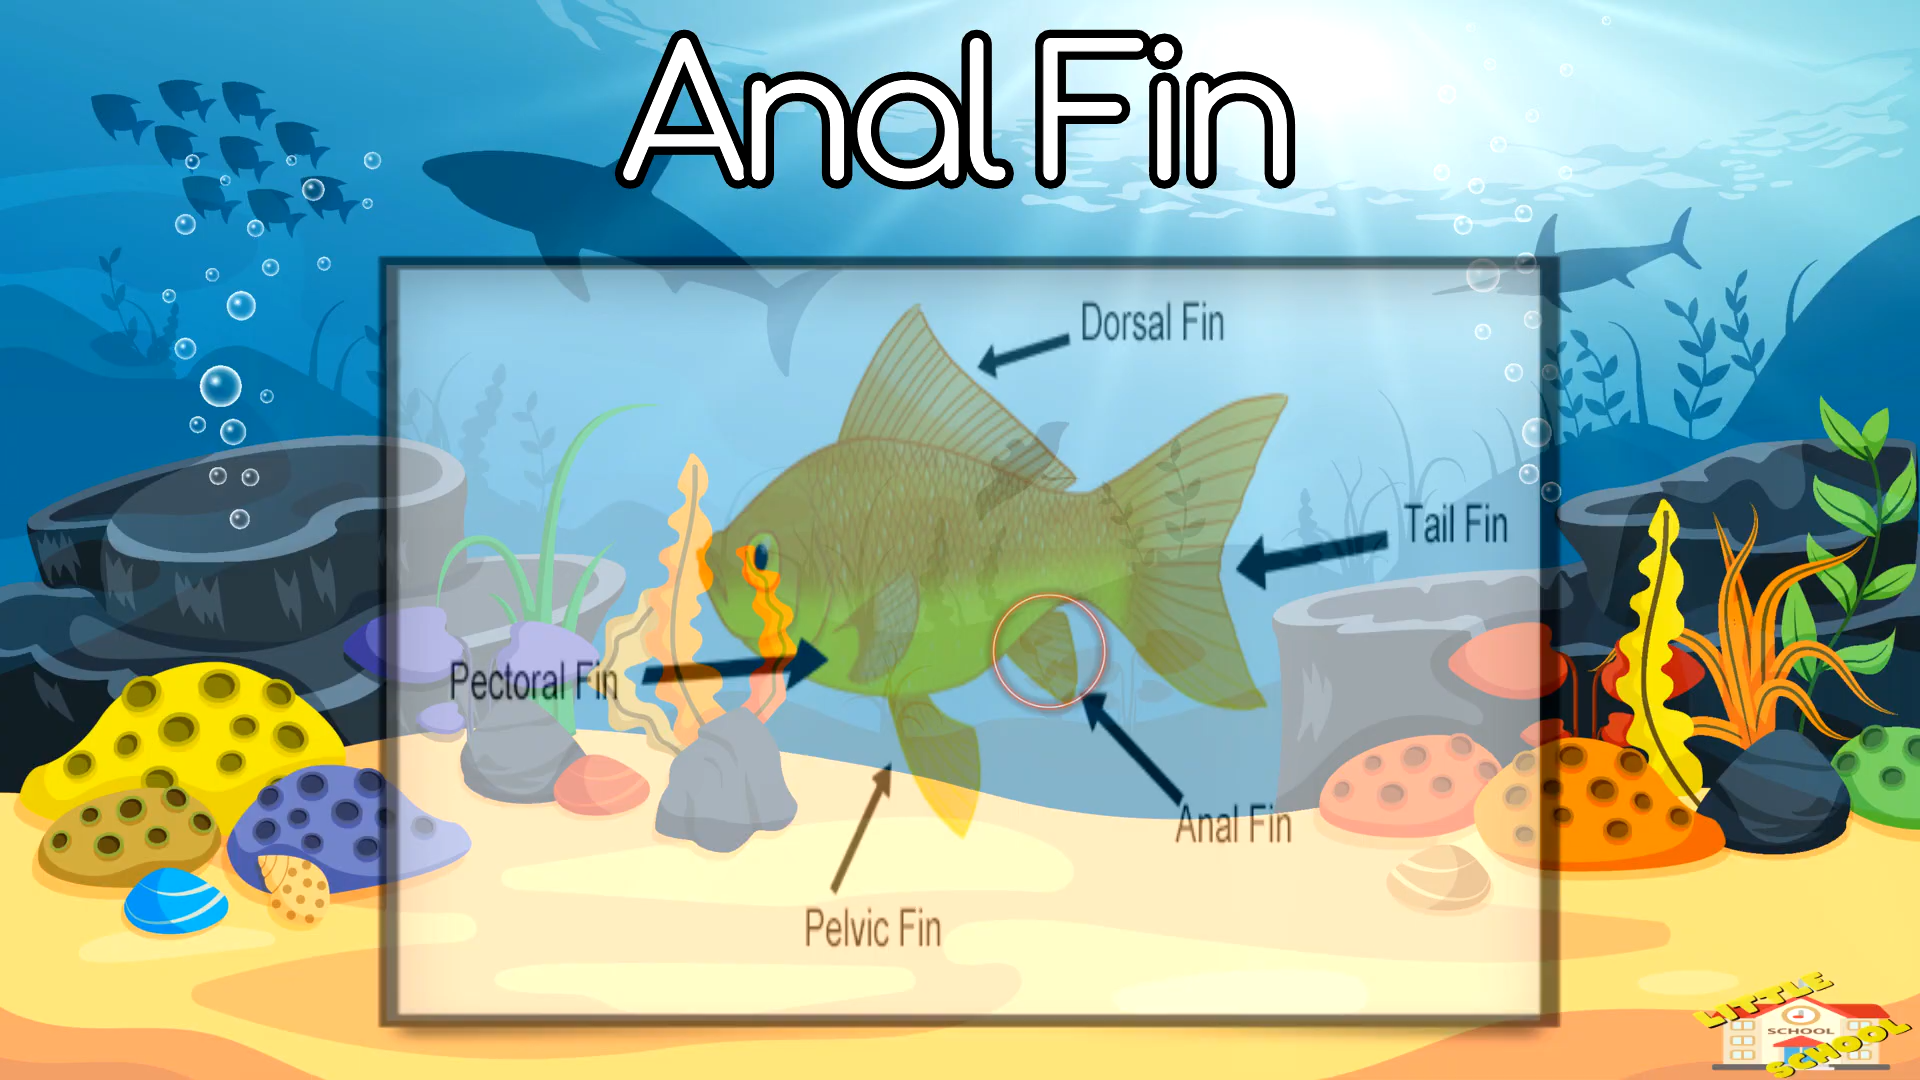 Anal Fin
Dorsal Fin
Tail Fin
Pectoral Fin
Anal Fin
Pelvic Fin
LITTLE
SCHOOL
SCHOOL